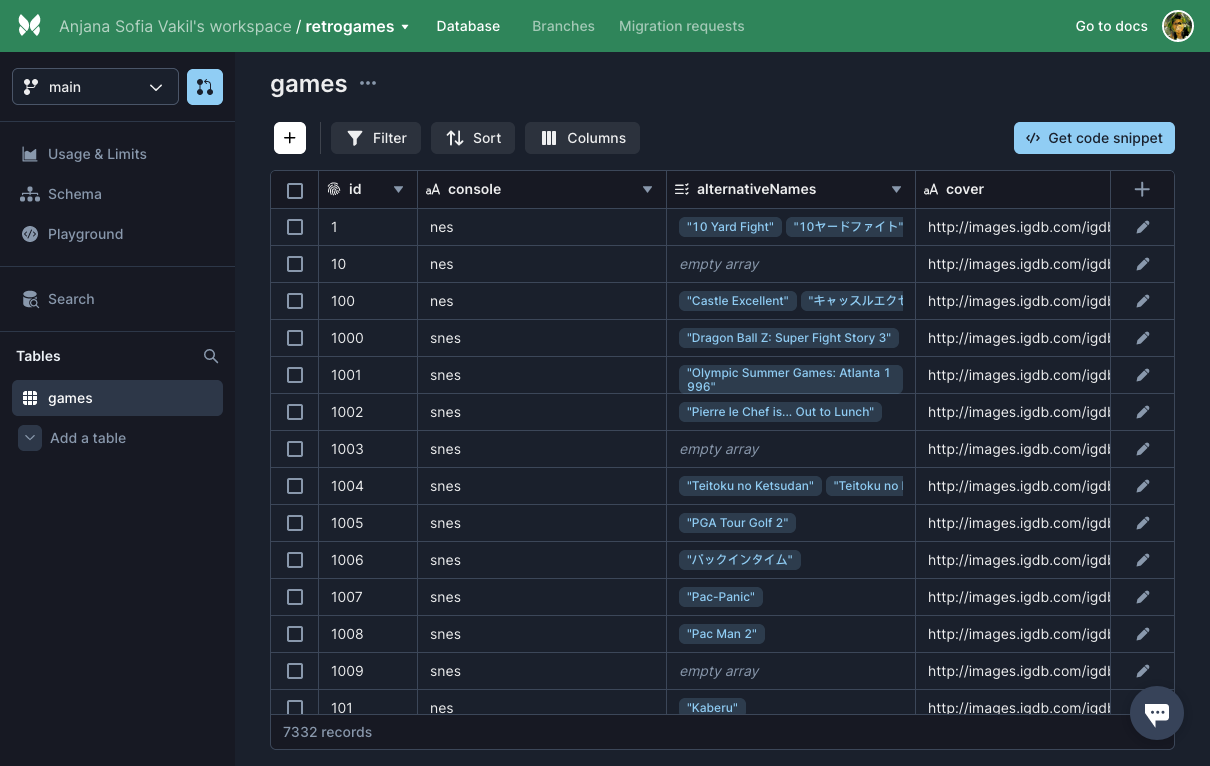 Anjana Sofia Vakil's workspace / retrogames Database Branches Migration requests Go to docs
main
games
Filter Sort Columns Get code snippet
Usage & Limits
Schema
Playground
Search
Tables
games
Add a table
id aA console alternativeNames aA cover
1 nes "10 Yard Fight" "10ヤードファイト" http://images.igdb.com/igdb
10 nes empty array http://images.igdb.com/igdb
100 nes "Castle Excellent" "キャッスルエクセ http://images.igdb.com/igdb
1000 snes "Dragon Ball Z: Super Fight Story 3" http://images.igdb.com/igdb
1001 snes "Olympic Summer Games: Atlanta 1 http://images.igdb.com/igdb
996"
1002 snes "Pierre le Chef is... Out to Lunch" http://images.igdb.com/igdb
1003 snes empty array http://images.igdb.com/igdb
1004 snes "Teitoku no Ketsudan" "Teitoku no http://images.igdb.com/igdb
1005 snes "PGA Tour Golf 2" http://images.igdb.com/igdb
1006 snes "バックインタイム" http://images.igdb.com/igdb
1007 snes "Pac-Panic" http://images.igdb.com/igdb
1008 snes "Pac Man 2" http://images.igdb.com/igdb
1009 snes empty array http://images.igdb.com/igdb
101 nes "Kaberu" http://images.igdb.com/igdb
7332 records